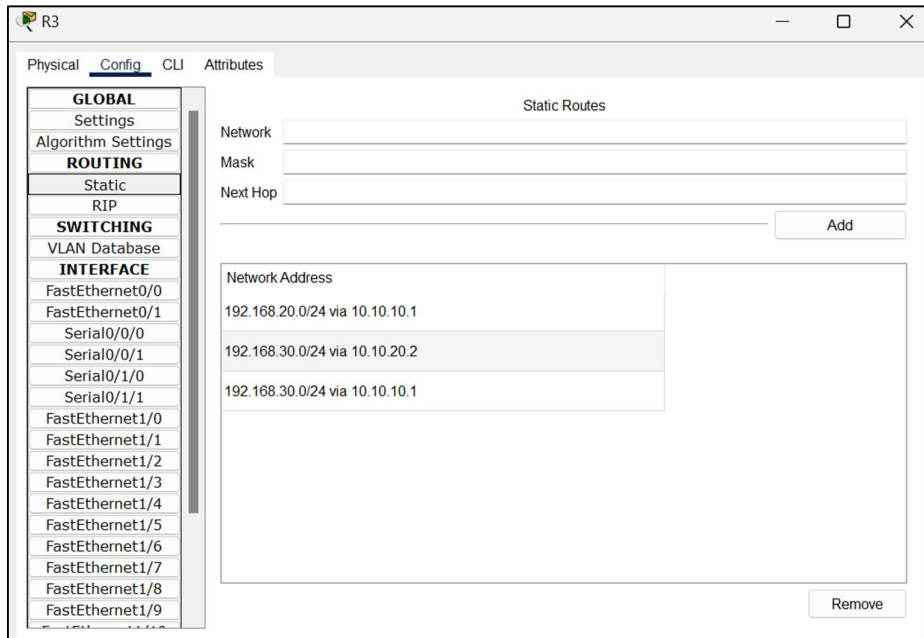 R3
Physical Config CLI Attributes
GLOBAL
Settings
Algorithm Settings
ROUTING
Static
RIP
SWITCHING
VLAN Database
INTERFACE
FastEthernet0/0
FastEthernet0/1
Serial0/0/0
Serial0/0/1
Serial0/1/0
Serial0/1/1
FastEthernet1/0
FastEthernet1/1
FastEthernet1/2
FastEthernet1/3
FastEthernet1/4
FastEthernet1/5
FastEthernet1/6
FastEthernet1/7
FastEthernet1/8
FastEthernet1/9
Static Routes
Network
Mask
Next Hop
Add
Network Address
192.168.20.0/24 via 10.10.10.1
192.168.30.0/24 via 10.10.20.2
192.168.30.0/24 via 10.10.10.1
Remove